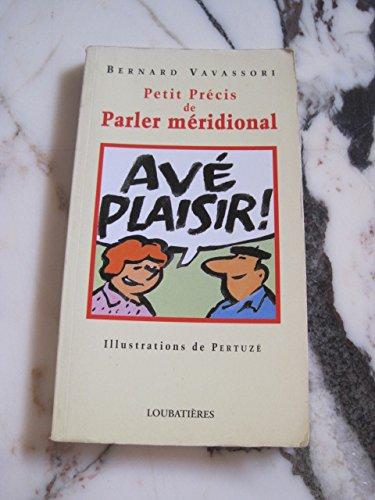 BERNARD VAVASSORI
Petit Précis
de
Parler méridional
AVÉ
PLAISIR!
Illustrations de PERTUZÉ
LOUBATIÈRES